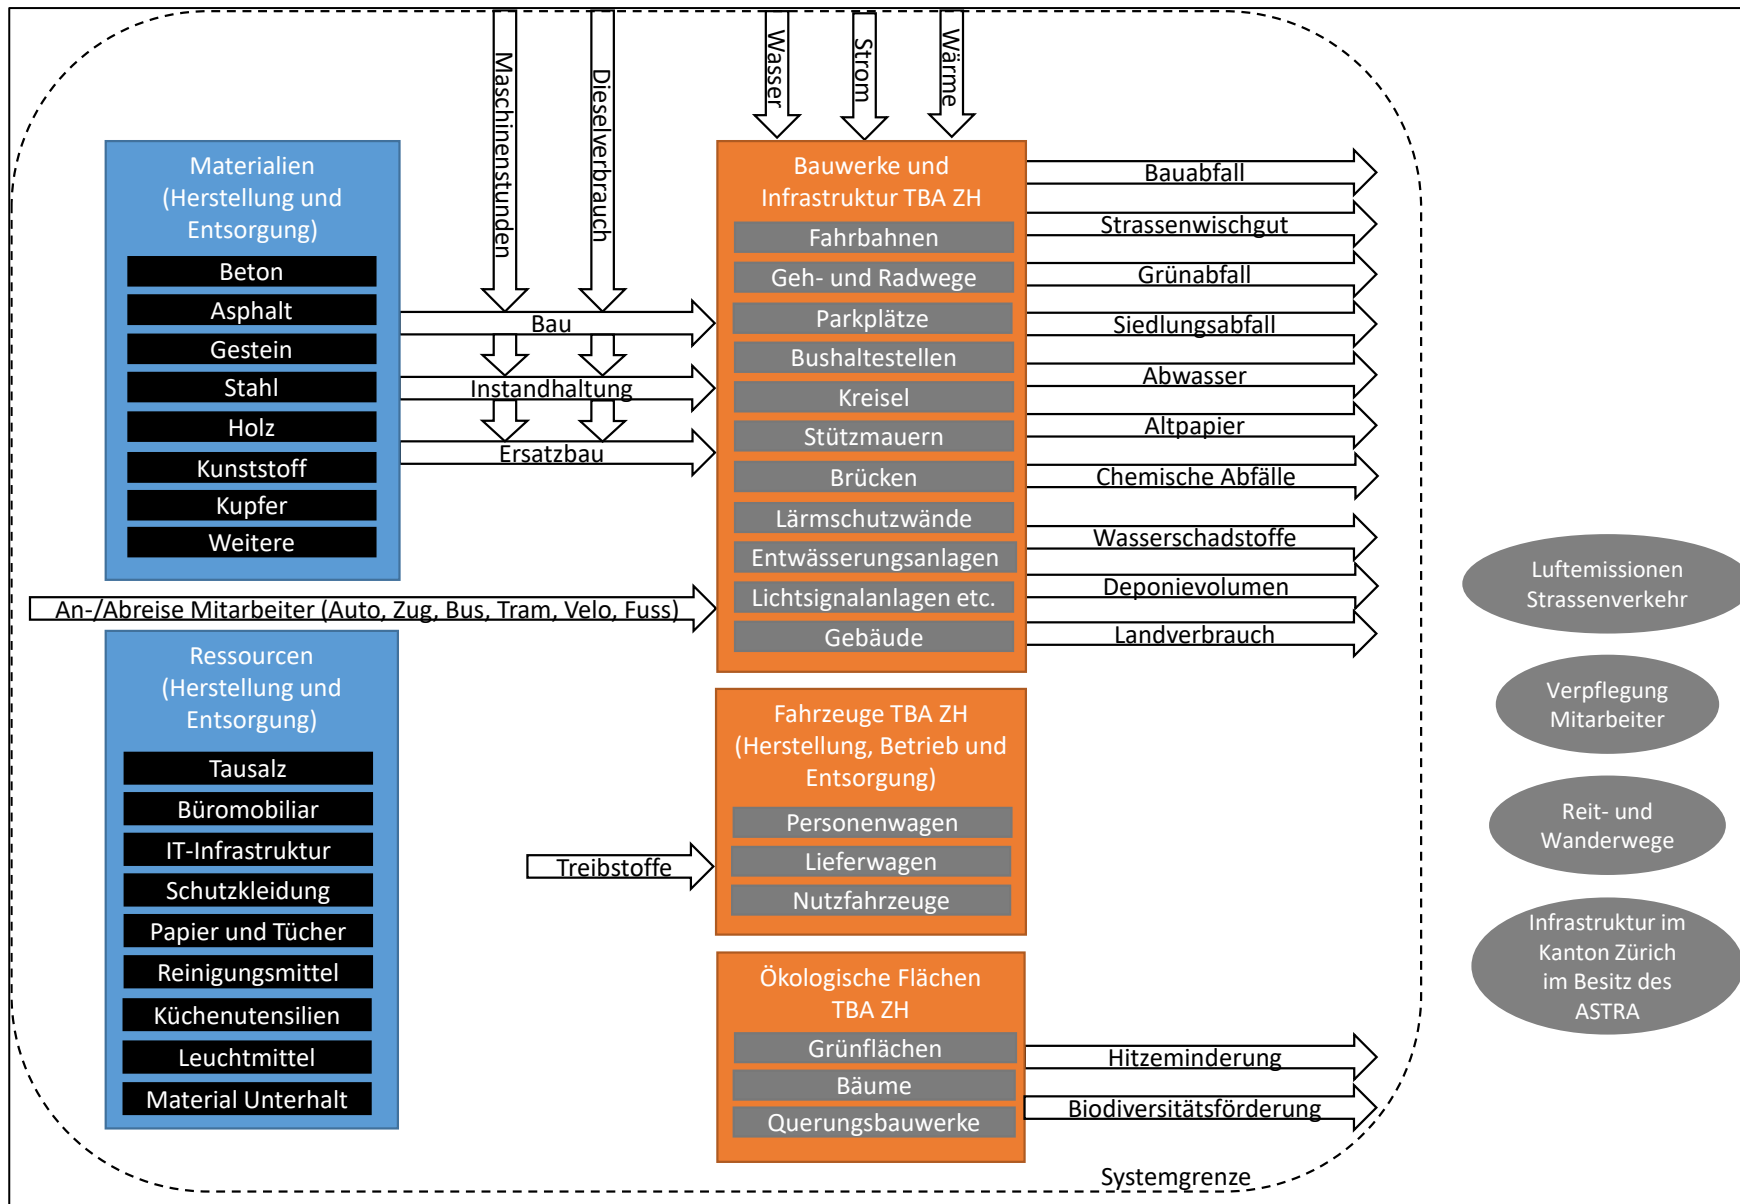 Maschinenstunden
Dieselverbrauch
Wasser
Strom
Wärme
Materialien
(Herstellung und
Entsorgung)
Beton
Asphalt
Gestein
Stahl
Holz
Kunststoff
Kupfer
Weitere
Bau
Instandhaltung
Ersatzbau
An-/Abreise Mitarbeiter (Auto, Zug, Bus, Tram, Velo, Fuss)
Ressourcen
(Herstellung und
Entsorgung)
Tausalz
Büromobiliar
IT-Infrastruktur
Schutzkleidung
Papier und Tücher
Reinigungsmittel
Küchenutensilien
Leuchtmittel
Material Unterhalt
Bauwerke und
Infrastruktur TBA ZH
Fahrbahnen
Geh- und Radwege
Parkplätze
Bushaltestellen
Kreisel
Stützmauern
Brücken
Lärmschutzwände
Entwässerungsanlagen
Lichtsignalanlagen etc.
Gebäude
Treibstoffe
Fahrzeuge TBA ZH
(Herstellung, Betrieb und
Entsorgung)
Personenwagen
Lieferwagen
Nutzfahrzeuge
Ökologische Flächen
TBA ZH
Grünflächen
Bäume
Querungsbauwerke
Bauabfall
Strassenwischgut
Grünabfall
Siedlungsabfall
Abwasser
Altpapier
Chemische Abfälle
Wasserschadstoffe
Deponievolumen
Landverbrauch
Hitzeminderung
Biodiversitätsförderung
Systemgrenze
Luftemissionen
Strassenverkehr
Verpflegung
Mitarbeiter
Reit- und
Wanderwege
Infrastruktur im
Kanton Zürich
im Besitz des
ASTRA